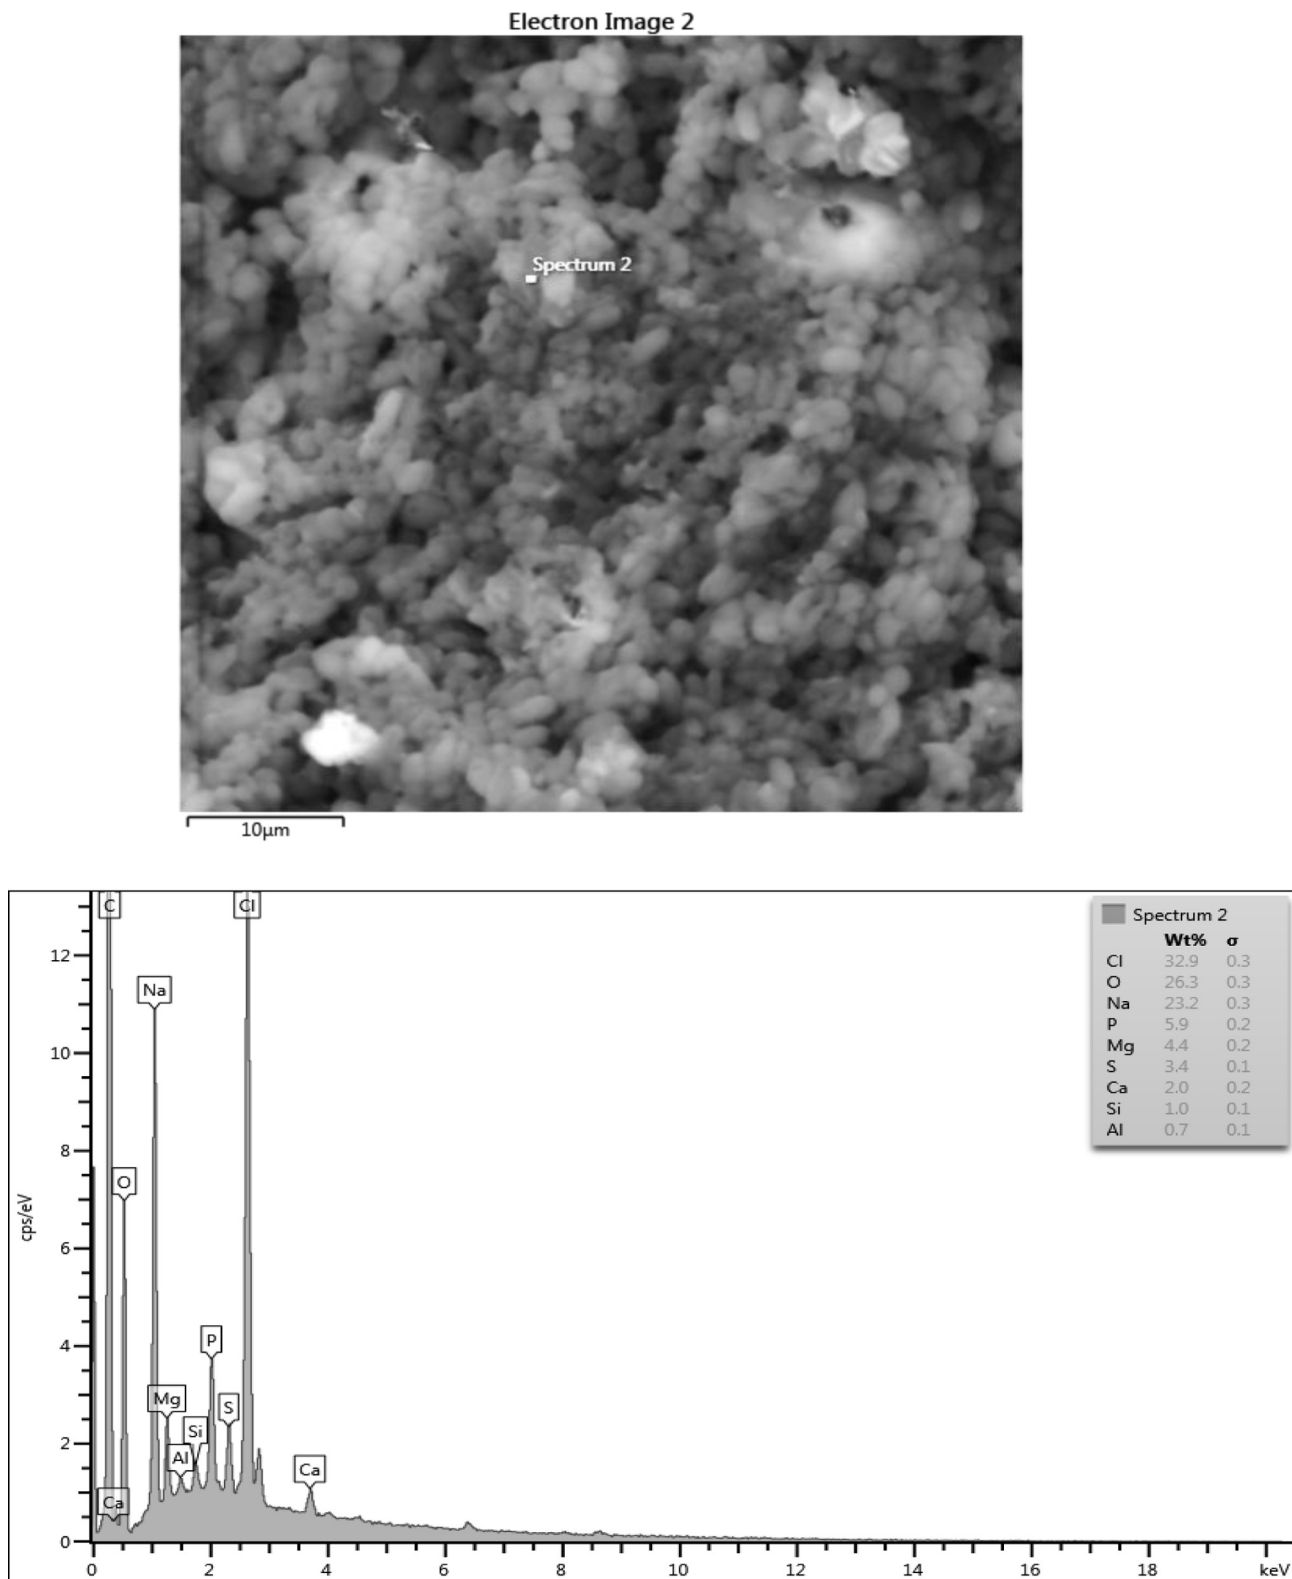 Electron Image 2
Spectrum 2
10µm
C
Cl
Na
O
P
Mg
S
Si
Al
Ca
Ca
cps/eV
12
10
8
6
4
2
0
0 2 4 6 8 10 12 14 16 18 keV
Spectrum 2
Wt% σ
Cl 32.9 0.3
O 26.3 0.3
Na 23.2 0.3
P 5.9 0.2
Mg 4.4 0.2
S 3.4 0.1
Ca 2.0 0.2
Si 1.0 0.1
Al 0.7 0.1